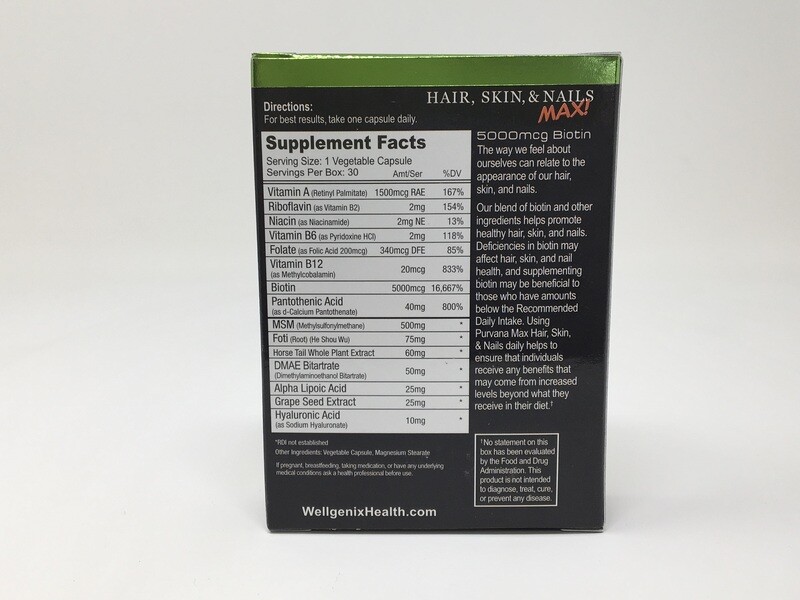 HAIR, SKIN, & NAILS
MAX!
Directions:
For best results, take one capsule daily.
Supplement Facts
Serving Size: 1 Vegetable Capsule
Servings Per Box: 30 Amt/Ser %DV
Vitamin A (Retinyl Palmitate) 1500mcg RAE 167%
Riboflavin (as Vitamin B2) 2mg 154%
Niacin (as Niacinamide) 2mg NE 13%
Vitamin B6 (as Pyridoxine HCl) 2mg 118%
Folate (as Folic Acid 200mcg) 340mcg DFE 85%
Vitamin B12
(as Methylcobalamin) 20mcg 833%
Biotin 5000mcg 16,667%
Pantothenic Acid
(as d-Calcium Pantothenate) 40mg 800%
MSM (Methylsulfonylmethane) 500mg *
Foti (Root) (He Shou Wu) 75mg *
Horse Tail Whole Plant Extract 60mg *
DMAE Bitartrate
(Dimethylaminoethanol Bitartrate) 50mg *
Alpha Lipoic Acid 25mg *
Grape Seed Extract 25mg *
Hyaluronic Acid
(as Sodium Hyaluronate) 10mg *
*RDI not established
Other Ingredients: Vegetable Capsule, Magnesium Stearate
If pregnant, breastfeeding, taking medication, or have any underlying
medical conditions ask a health professional before use.
WellgenixHealth.com
5000mcg Biotin
The way we feel about
ourselves can relate to the
appearance of our hair,
skin, and nails.
Our blend of biotin and other
ingredients helps promote
healthy hair, skin, and nails.
Deficiencies in biotin may
affect hair, skin, and nail
health, and supplementing
biotin may be beneficial to
those who have amounts
below the Recommended
Daily Intake. Using
Purvana Max Hair, Skin,
& Nails daily helps to
ensure that individuals
receive any benefits that
may come from increased
levels beyond what they
receive in their diet.†
†No statement on this
box has been evaluated
by the Food and Drug
Administration. This
product is not intended
to diagnose, treat, cure,
or prevent any disease.